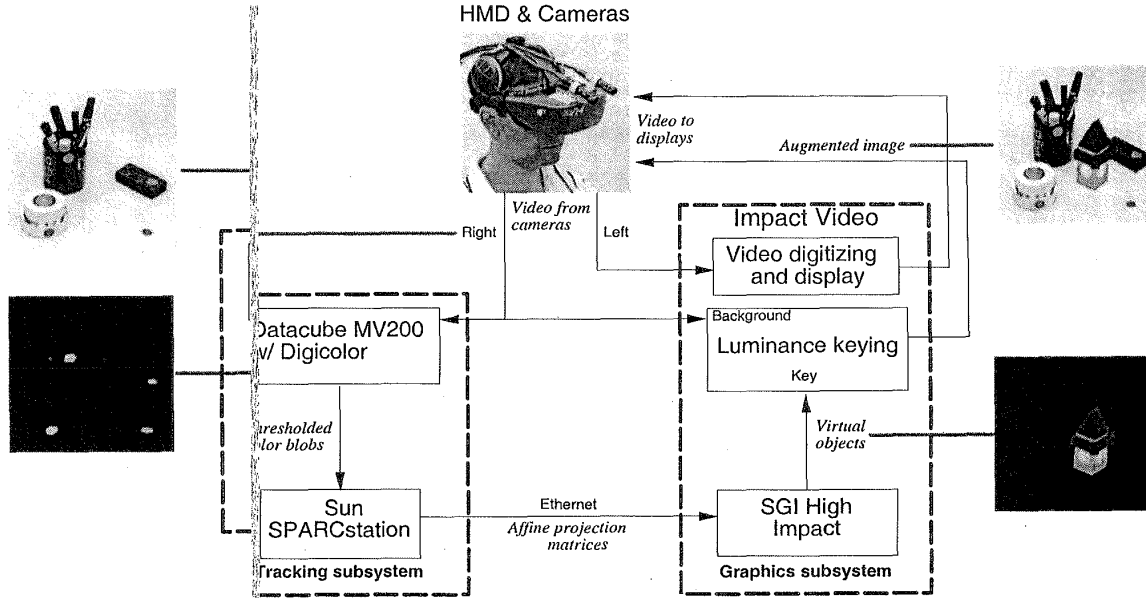 HMD & Cameras
Video to
displays
Augmented image
Video from
cameras
Right
Left
Impact Video
Video digitizing
and display
Datacube MV200
w/ Digicolor
Background
Luminance keying
Key
hresholded
lor blobs
Virtual
objects
Sun
SPARCstation
Ethernet
Affine projection
matrices
SGI High
Impact
Tracking subsystem
Graphics subsystem